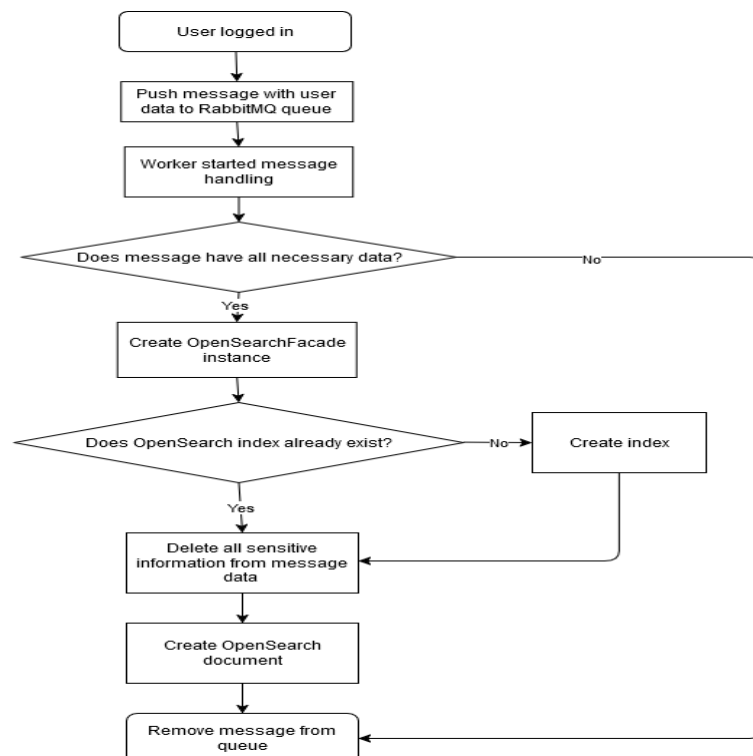 User logged in
Push message with user
data to RabbitMQ queue
Worker started message
handling
Does message have all necessary data?
No
Yes
Create OpenSearchFacade
instance
Does OpenSearch index already exist?
No
Create index
Yes
Delete all sensitive
information from message
data
Create OpenSearch
document
Remove message from
queue